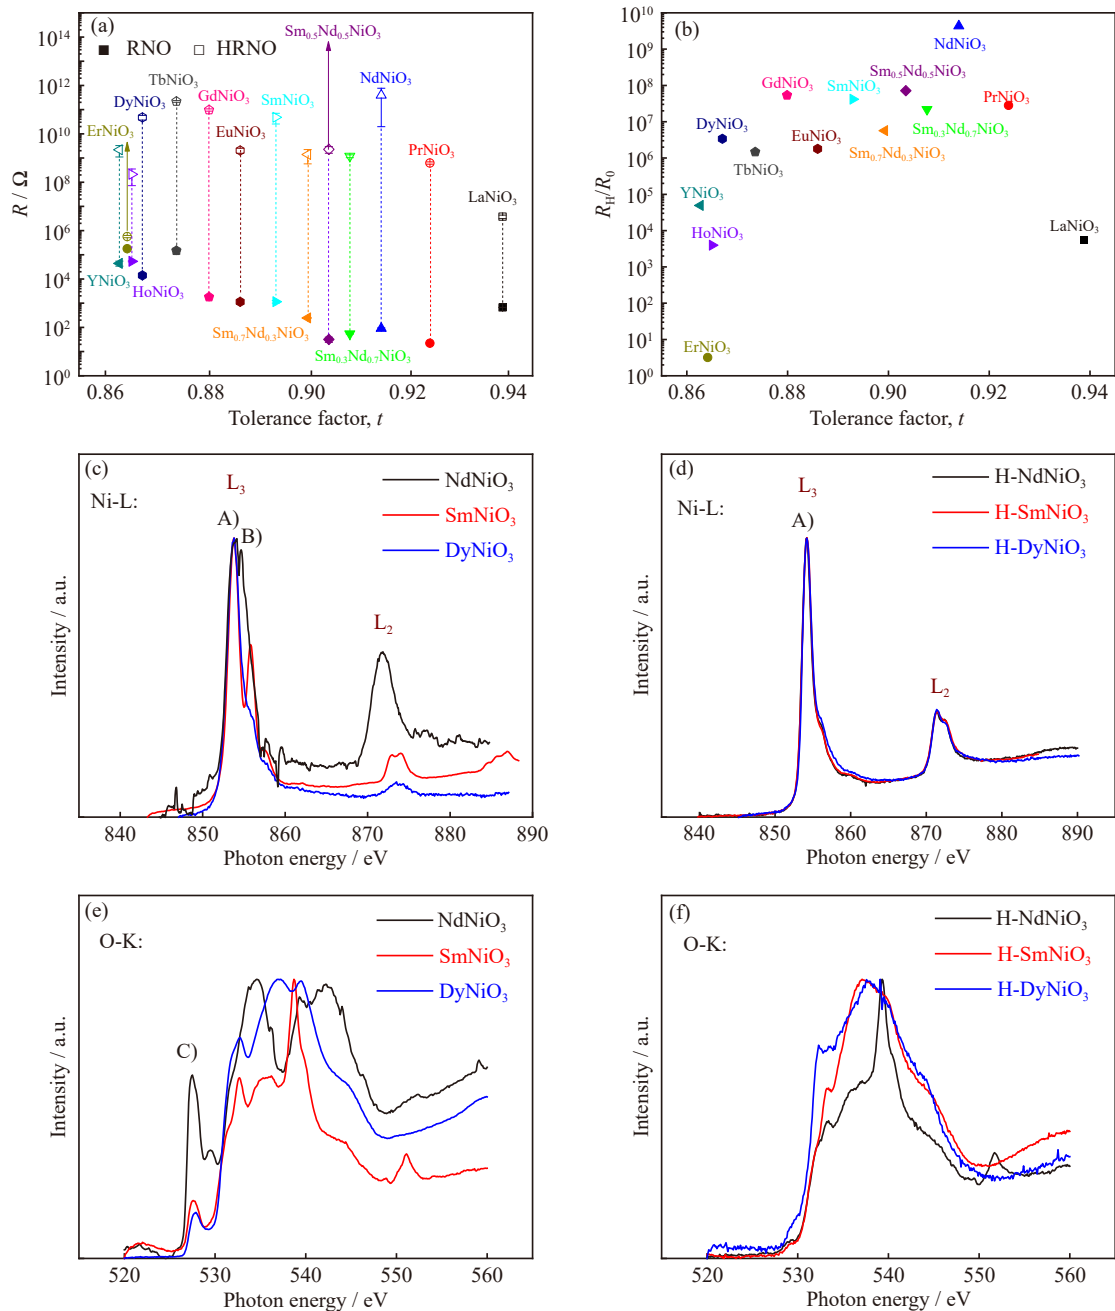 (a)
RNO
HRNO
Sm0.5Nd0.5NiO3
TbNiO3
GdNiO3
SmNiO3
NdNiO3
DyNiO3
ErNiO3
EuNiO3
PrNiO3
LaNiO3
YNiO3
HoNiO3
Sm0.7Nd0.3NiO3
Sm0.3Nd0.7NiO3
10^14
10^12
10^10
10^8
10^6
10^4
10^2
10^0
R / Ω
0.86 0.88 0.90 0.92 0.94
Tolerance factor, t
(b)
NdNiO3
Sm0.5Nd0.5NiO3
GdNiO3
SmNiO3
PrNiO3
DyNiO3
EuNiO3
Sm0.3Nd0.7NiO3
TbNiO3
Sm0.7Nd0.3NiO3
YNiO3
HoNiO3
LaNiO3
ErNiO3
10^10
10^9
10^8
10^7
10^6
10^5
10^4
10^3
10^2
10^1
10^0
RH/R0
0.86 0.88 0.90 0.92 0.94
Tolerance factor, t
(c)
Ni-L:
L3
A)
B)
L2
NdNiO3
SmNiO3
DyNiO3
Intensity / a.u.
840 850 860 870 880 890
Photon energy / eV
(d)
Ni-L:
L3
A)
L2
H-NdNiO3
H-SmNiO3
H-DyNiO3
Intensity / a.u.
840 850 860 870 880 890
Photon energy / eV
(e)
O-K:
C)
NdNiO3
SmNiO3
DyNiO3
Intensity / a.u.
520 530 540 550 560
Photon energy / eV
(f)
O-K:
H-NdNiO3
H-SmNiO3
H-DyNiO3
Intensity / a.u.
520 530 540 550 560
Photon energy / eV